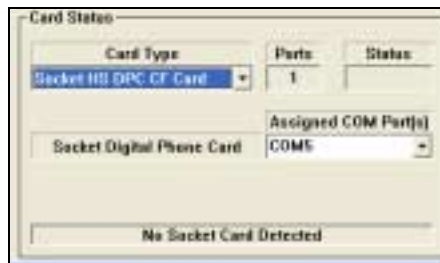 Card Status
Card Type Ports Status
Socket HS DPC CF Card 1
Assigned COM Port(s)
Socket Digital Phone Card COM5
No Socket Card Detected